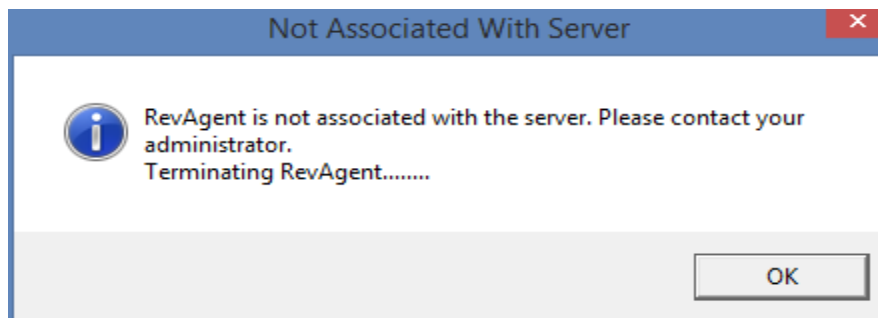 Not Associated With Server
RevAgent is not associated with the server. Please contact your
administrator.
Terminating RevAgent........
OK